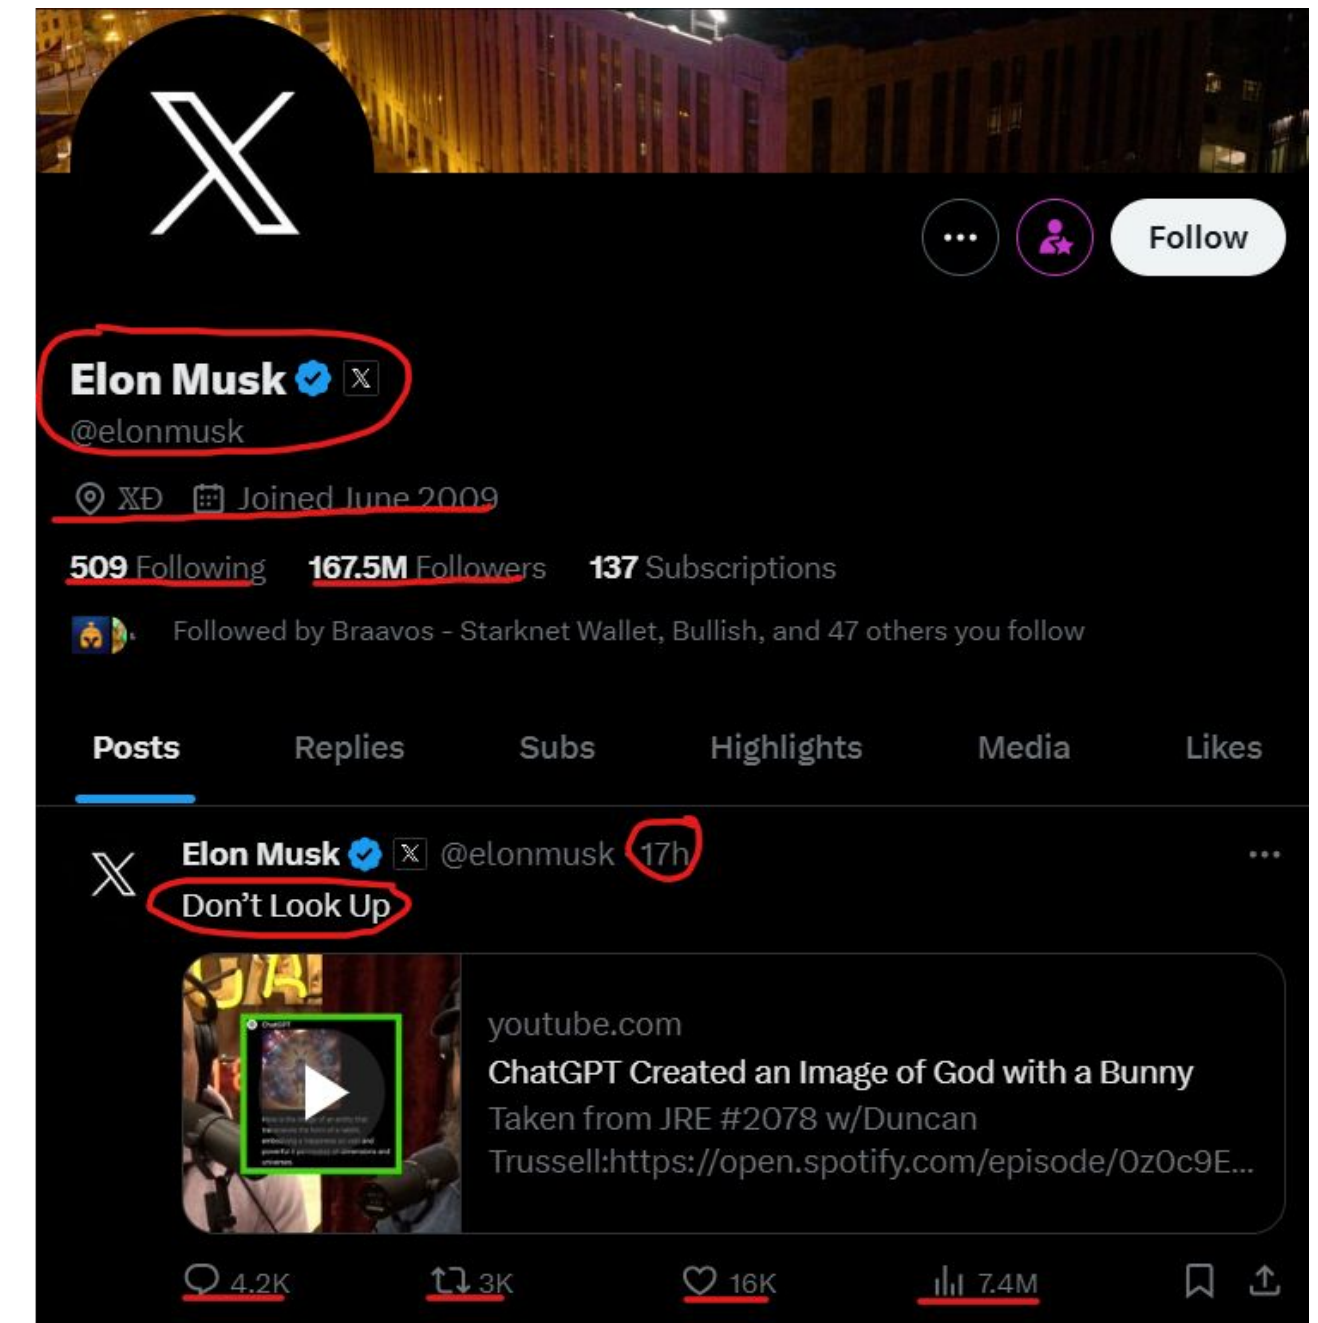 Follow
Elon Musk
@elonmusk
XÐ Joined June 2009
509 Following 167.5M Followers 137 Subscriptions
Followed by Braavos - Starknet Wallet, Bullish, and 47 others you follow
Posts Replies Subs Highlights Media Likes
Elon Musk @elonmusk 17h
Don't Look Up
youtube.com
ChatGPT Created an Image of God with a Bunny
Taken from JRE #2078 w/Duncan
Trussell:https://open.spotify.com/episode/0z0c9E...
ChatGPT
4.2K 3K 16K 7.4M